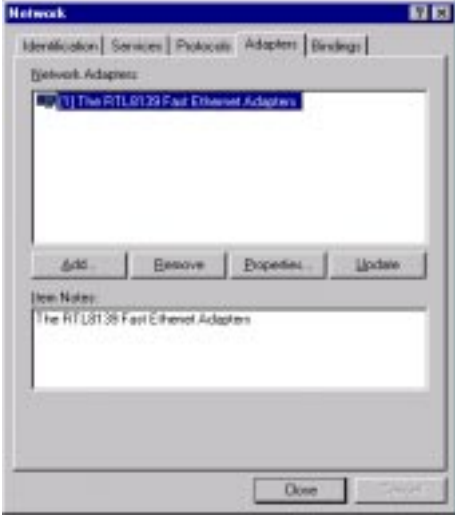 Network
Identification Services Protocols Adapters Bindings
Network Adapters:
[1] The RTL8139 Fast Ethernet Adapters
Add... Remove Properties... Update
Item Notes:
The RTL8139 Fast Ethernet Adapters
Close Cancel